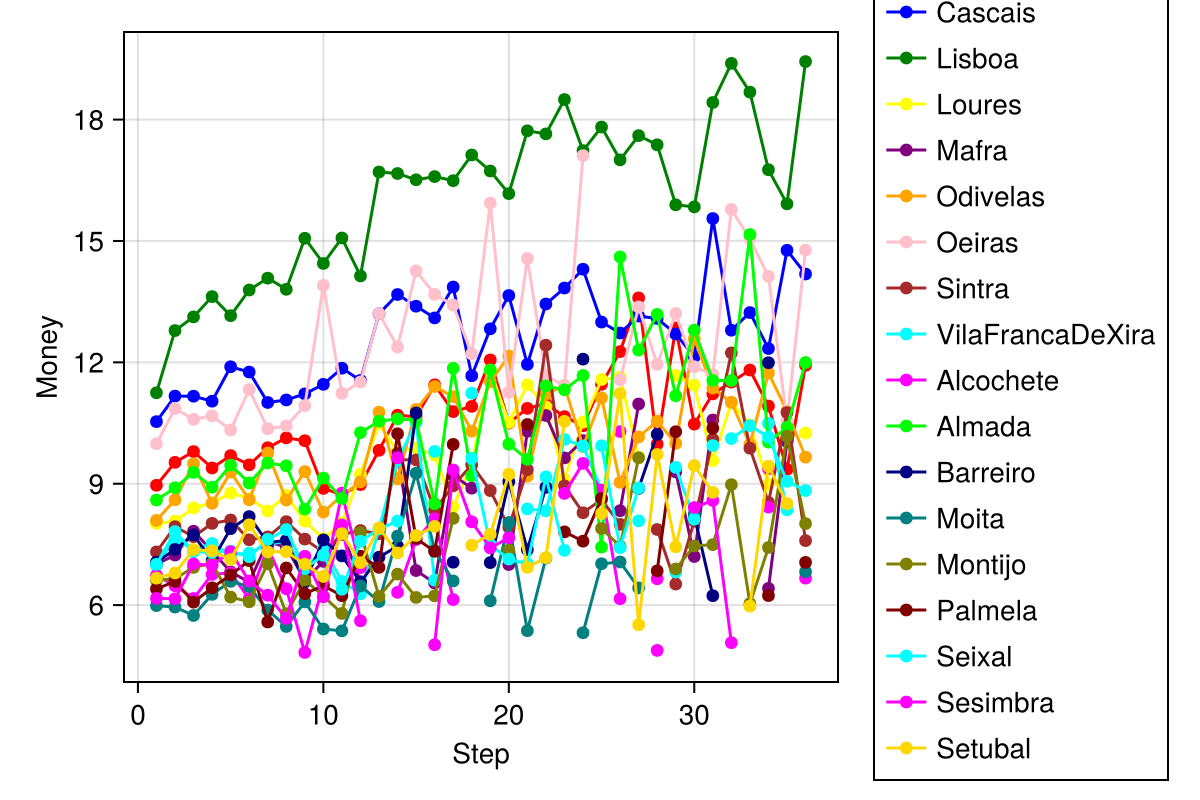 18
15
12
9
6
Money
0
10
20
30
Step
Cascais
Lisboa
Loures
Mafra
Odivelas
Oeiras
Sintra
VilaFrancaDeXira
Alcochete
Almada
Barreiro
Moita
Montijo
Palmela
Seixal
Sesimbra
Setubal